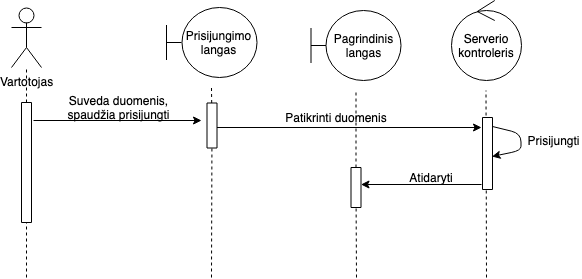 Prisijungimo
langas
Pagrindinis
langas
Serverio
kontroleris
Vartotojas
Suveda duomenis,
spaudžia prisijungti
Patikrinti duomenis
Prisijungti
Atidaryti